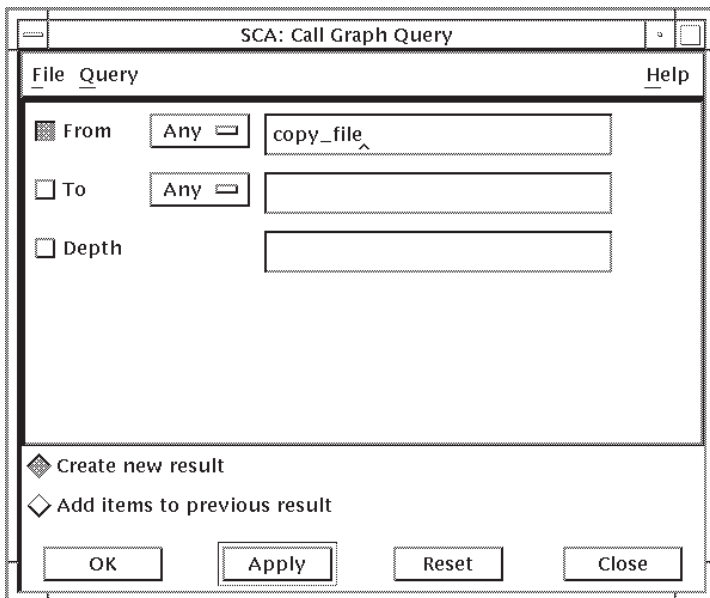 SCA: Call Graph Query
File Query Help
From Any copy_file
To Any
Depth
Create new result
Add items to previous result
OK Apply Reset Close